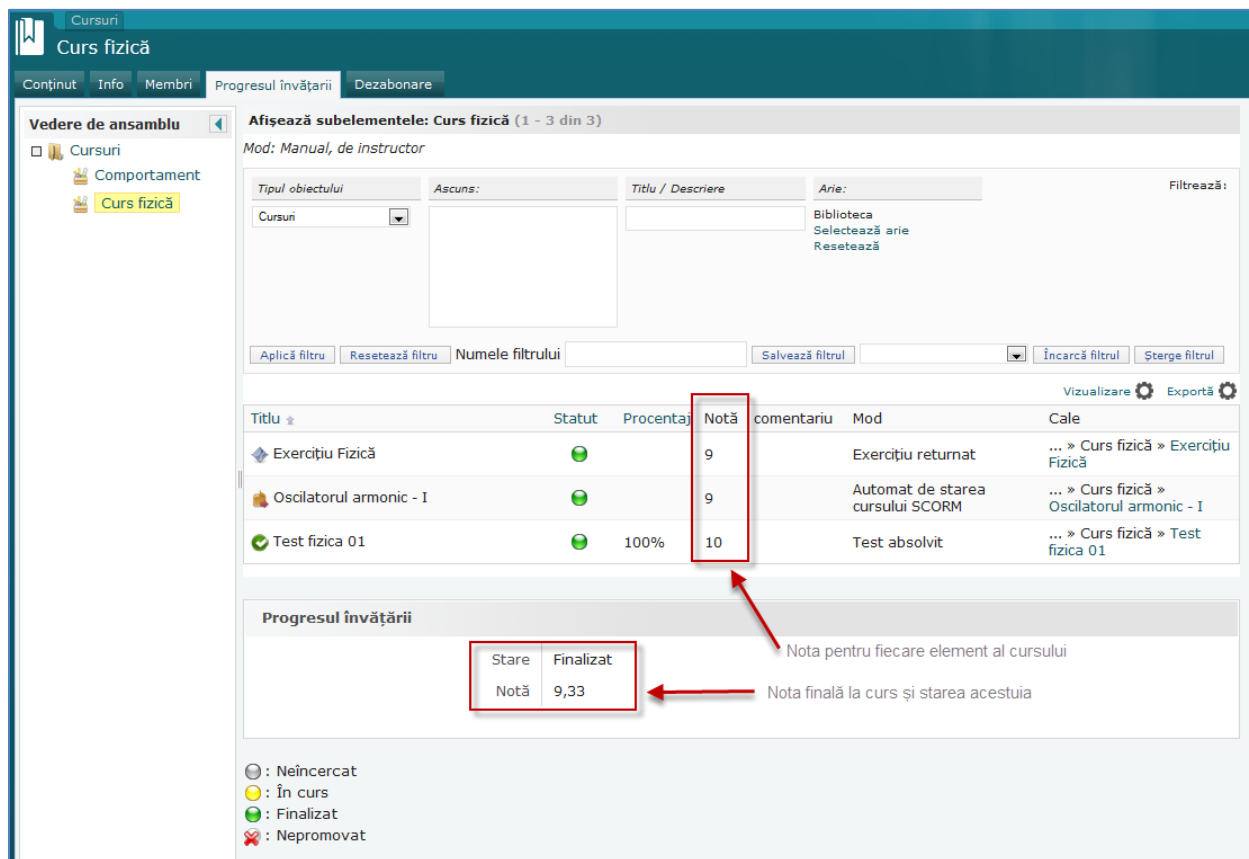 Cursuri
Curs fizică
Conținut Info Membri Progresul învățarii Dezabonare
Vedere de ansamblu
Cursuri
Comportament
Curs fizică
Afișează subelementele: Curs fizică (1 - 3 din 3)
Mod: Manual, de instructor
Tipul obiectului Ascuns: Titlu / Descriere Arie: Filtrează:
Cursuri Biblioteca
Selectează arie
Resetează
Aplică filtru Resetează filtru Numele filtrului Salvează filtrul Încarcă filtrul Șterge filtrul
Vizualizare Exportă
Titlu Statut Procentaj Notă comentariu Mod Cale
Exercițiu Fizică 9 Exercițiu returnat ... » Curs fizică » Exercițiu
Fizică
Oscilatorul armonic - I 9 Automat de starea ... » Curs fizică »
cursului SCORM Oscilatorul armonic - I
Test fizica 01 100% 10 Test absolvit ... » Curs fizică » Test
fizica 01
Progresul învățării
Nota pentru fiecare element al cursului
Stare Finalizat
Notă 9,33 Nota finală la curs și starea acestuia
: Neîncercat
: În curs
: Finalizat
: Nepromovat